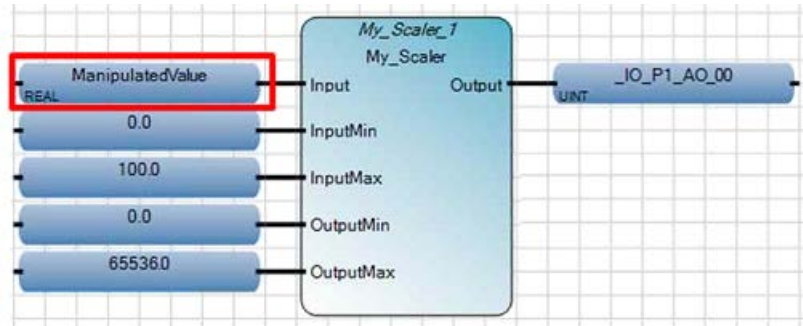 My_Scaler_1
My_Scaler
ManipulatedValue
REAL
Input
Output
_IO_P1_AO_00
UINT
0.0
InputMin
100.0
InputMax
0.0
OutputMin
65536.0
OutputMax